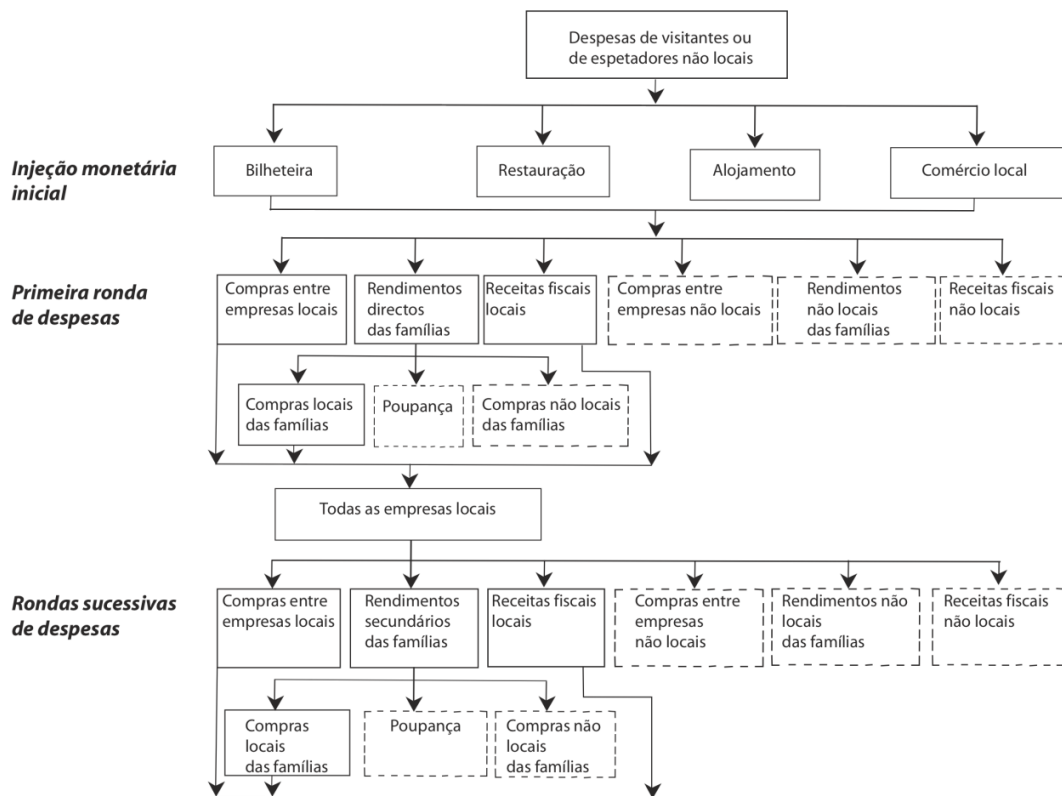 Despesas de visitantes ou
de espetadores não locais
Injeção monetária
inicial
Bilheteira
Restauração
Alojamento
Comércio local
Primeira ronda
de despesas
Compras entre
empresas locais
Rendimentos
directos
das famílias
Receitas fiscais
locais
Compras entre
empresas não locais
Rendimentos
não locais
das famílias
Receitas fiscais
não locais
Compras locais
das famílias
Poupança
Compras não locais
das famílias
Todas as empresas locais
Rondas sucessivas
de despesas
Compras entre
empresas locais
Rendimentos
secundários
das famílias
Receitas fiscais
locais
Compras entre
empresas
não locais
Rendimentos não
locais
das famílias
Receitas fiscais
não locais
Compras
locais
das famílias
Poupança
Compras não
locais
das famílias